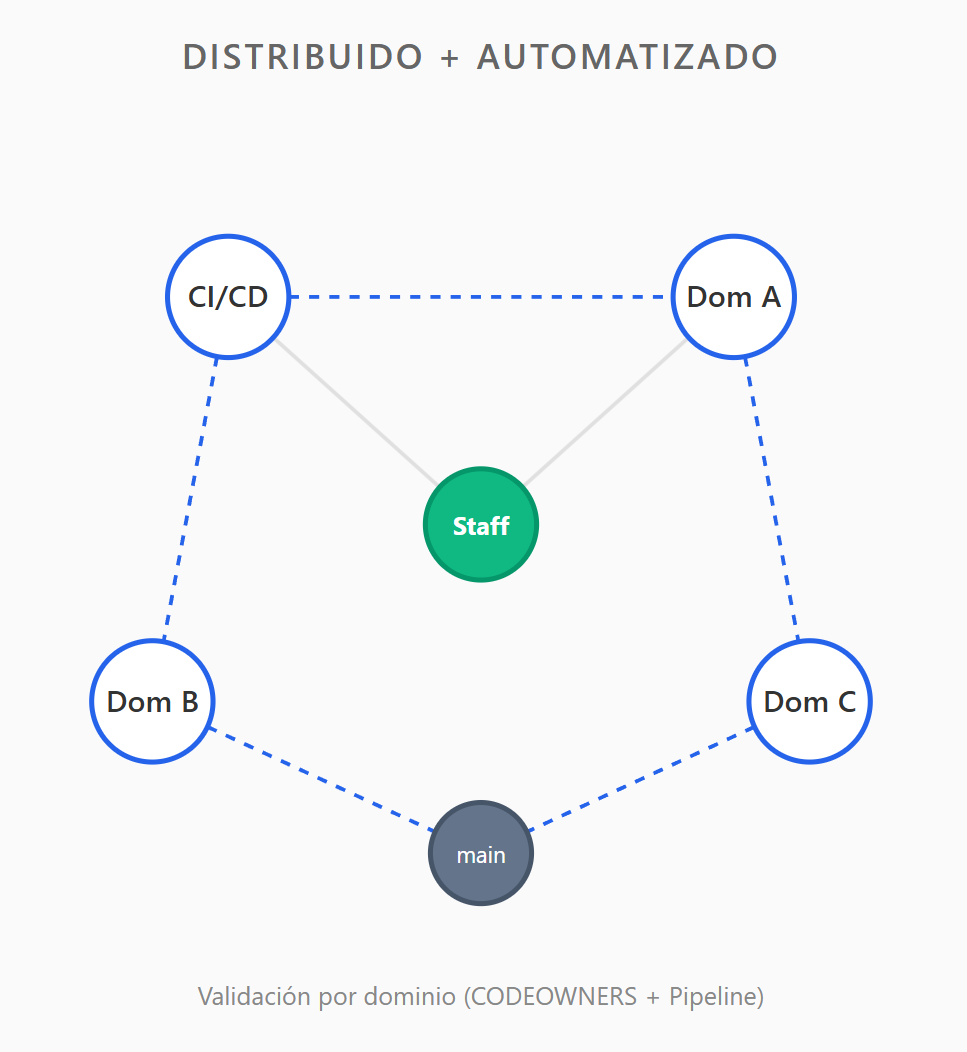 DISTRIBUIDO + AUTOMATIZADO
CI/CD
Dom A
Staff
Dom B
Dom C
main
Validación por dominio (CODEOWNERS + Pipeline)